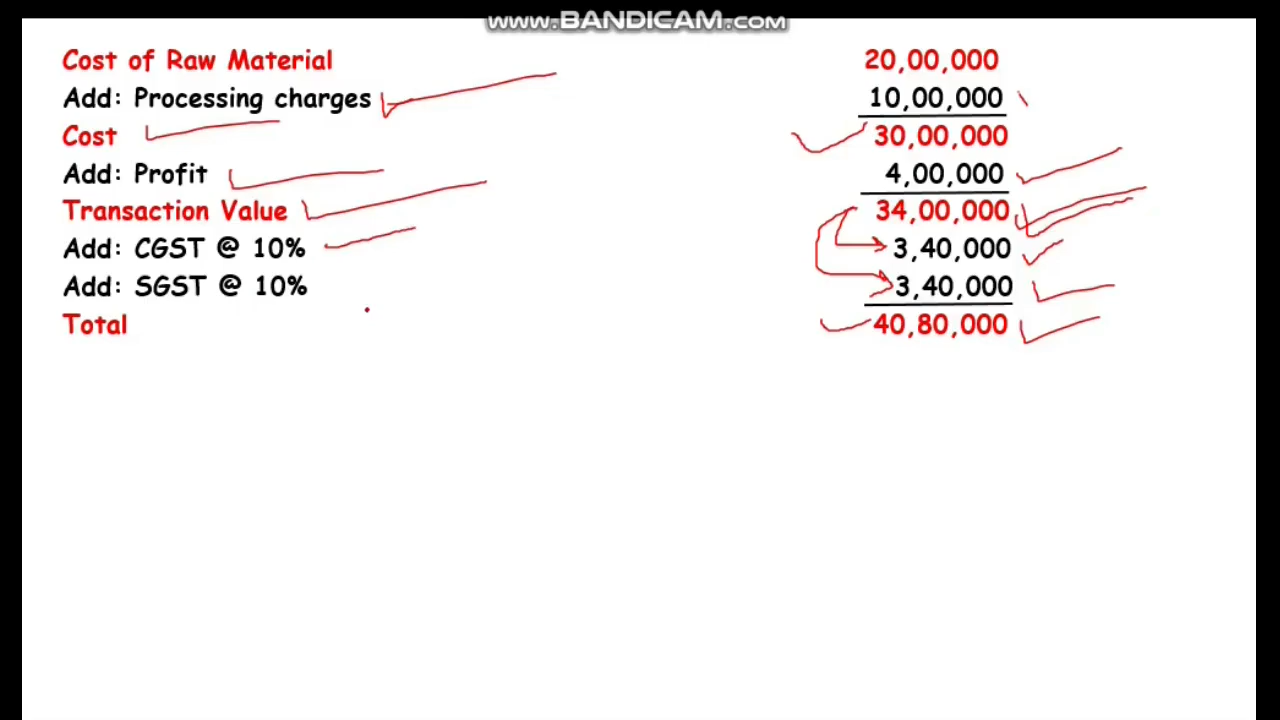 www.BANDICAM.com
Cost of Raw Material 20,00,000
Add: Processing charges 10,00,000
Cost 30,00,000
Add: Profit 4,00,000
Transaction Value 34,00,000
Add: CGST @ 10% 3,40,000
Add: SGST @ 10% 3,40,000
Total 40,80,000